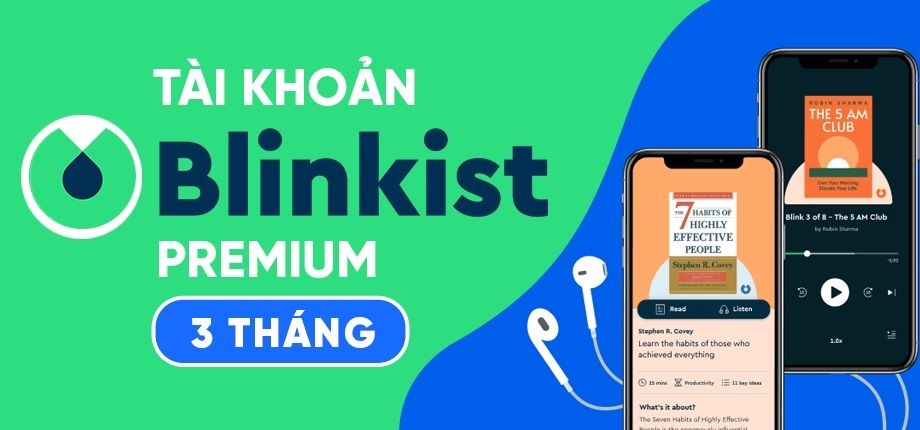 TÀI KHOẢN
Blinkist
PREMIUM
3 THÁNG
THE
7 HABITS OF
HIGHLY
EFFECTIVE
PEOPLE
Stephen R. Covey
Read
Listen
Stephen R. Covey
Learn the habits of those who
achieved everything
15 mins
Productivity
11 key ideas
What's it about?
The Seven Habits of Highly Effective
People is the enormously influential
ROBIN SHARMA
THE 5 AM
CLUB
Own Your Morning.
Elevate Your Life.
Blink 3 of 8 – The 5 AM Club
by Robin Sharma
-1:32
1.0x